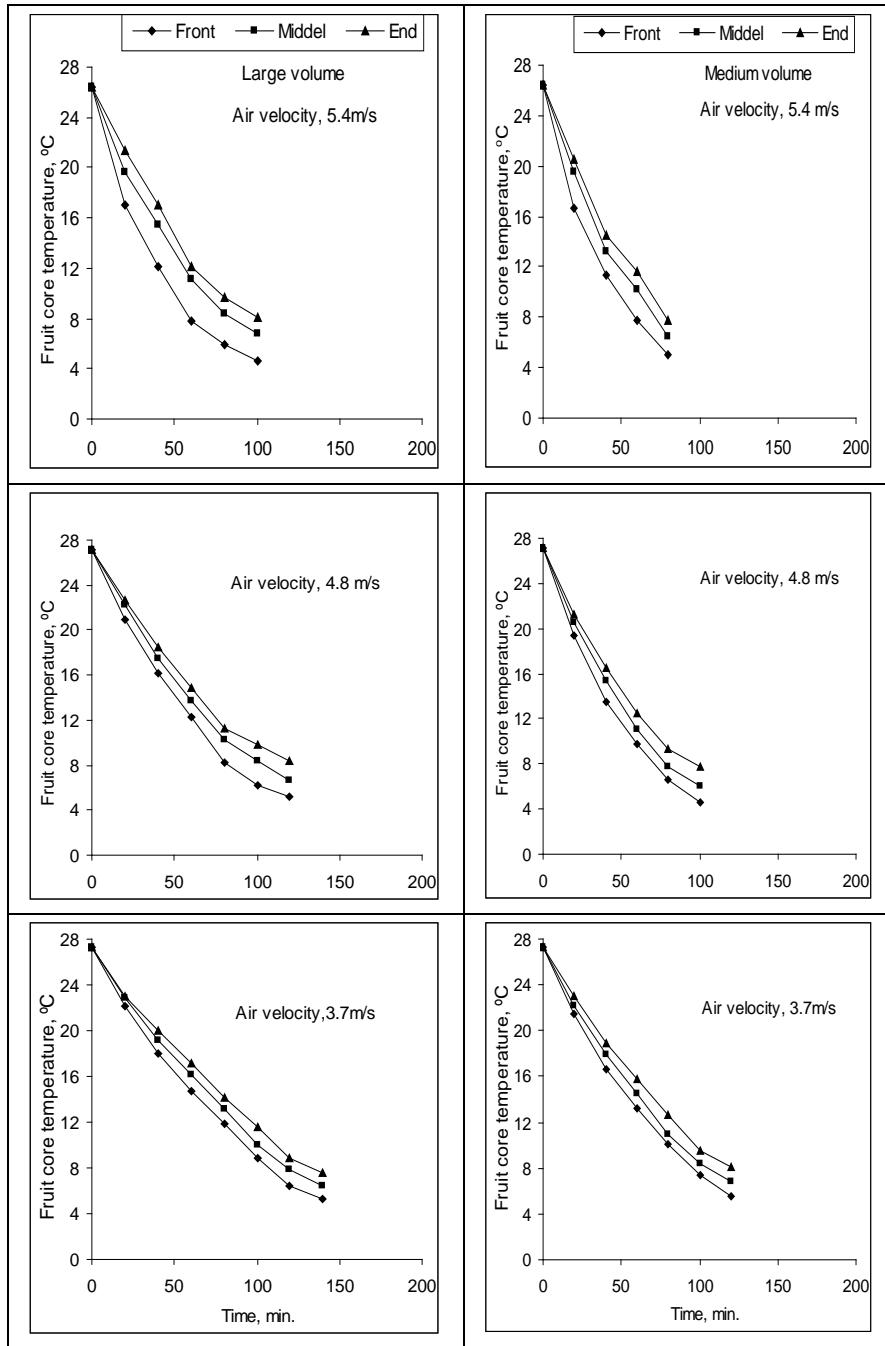 Front Middel End
Large volume
Air velocity, 5.4m/s
Fruit core temperature, ºC
28
24
20
16
12
8
4
0
0 50 100 150 200
Front Middel End
Medium volume
Air velocity, 5.4 m/s
Fruit core temperature,ºC
28
24
20
16
12
8
4
0
0 50 100 150 200
Air velocity, 4.8 m/s
Fruit core temperature, ºC
28
24
20
16
12
8
4
0
0 50 100 150 200
Air velocity, 4.8 m/s
Fruit core temperature, ºC
28
24
20
16
12
8
4
0
0 50 100 150 200
Air velocity,3.7m/s
Fruit core temperature, ºC
28
24
20
16
12
8
4
0
0 50 100 150 200
Time, min.
Air velocity, 3.7m/s
Fruit core temperature, ºC
28
24
20
16
12
8
4
0
0 50 100 150 200
Time, min.